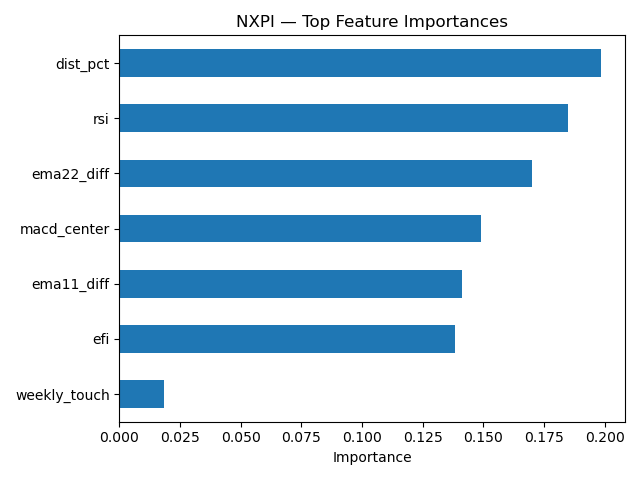 NXPI — Top Feature Importances
dist_pct
rsi
ema22_diff
macd_center
ema11_diff
efi
weekly_touch
0.000 0.025 0.050 0.075 0.100 0.125 0.150 0.175 0.200
Importance